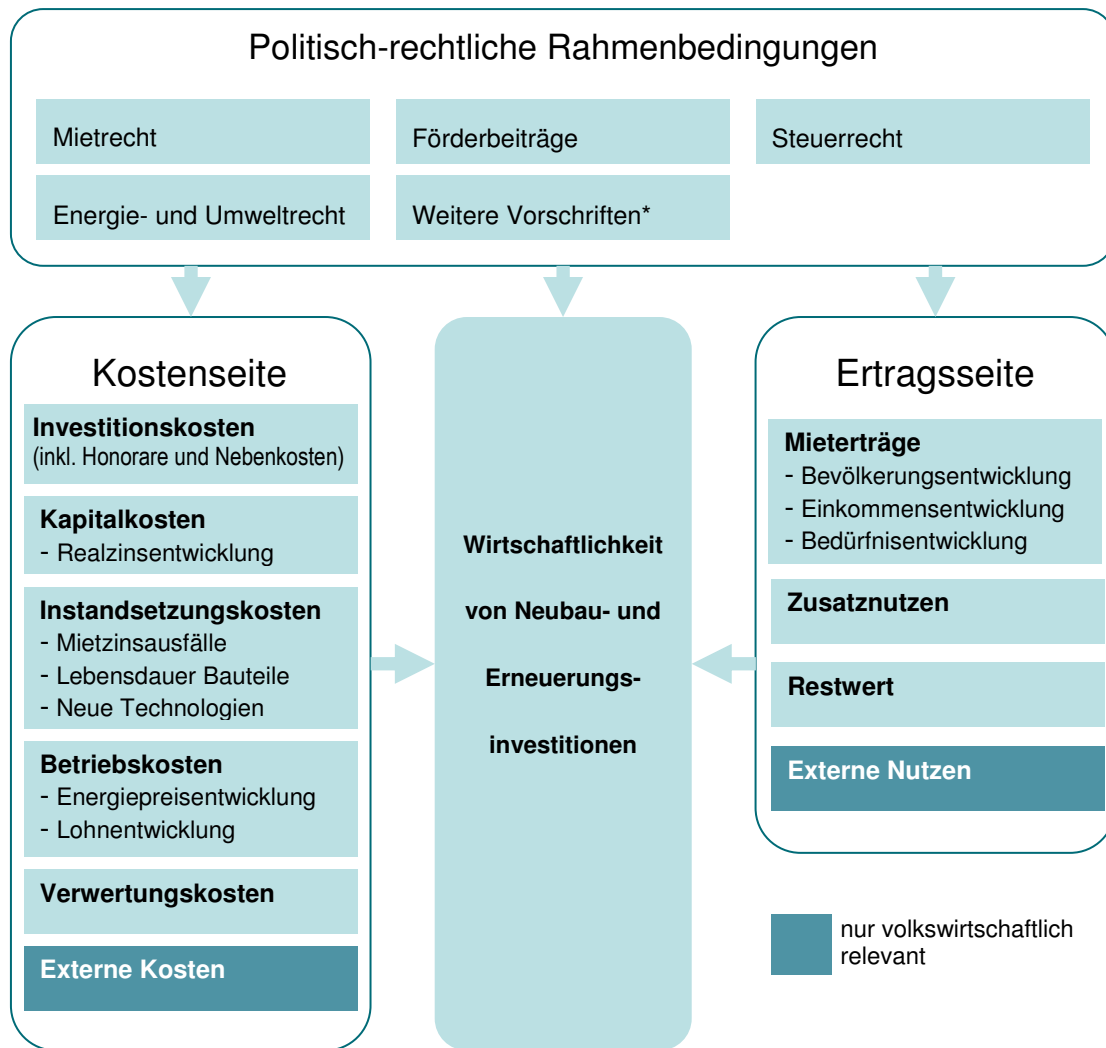 Politisch-rechtliche Rahmenbedingungen
Mietrecht
Förderbeiträge
Steuerrecht
Energie- und Umweltrecht
Weitere Vorschriften*
Kostenseite
Investitionskosten
(inkl. Honorare und Nebenkosten)
Kapitalkosten
- Realzinsentwicklung
Instandsetzungskosten
- Mietzinsausfälle
- Lebensdauer Bauteile
- Neue Technologien
Betriebskosten
- Energiepreisentwicklung
- Lohnentwicklung
Verwertungskosten
Externe Kosten
Wirtschaftlichkeit
von Neubau- und
Erneuerungs-
investitionen
Ertragsseite
Mieterträge
- Bevölkerungsentwicklung
- Einkommensentwicklung
- Bedürfnisentwicklung
Zusatznutzen
Restwert
Externe Nutzen
nur volkswirtschaftlich
relevant